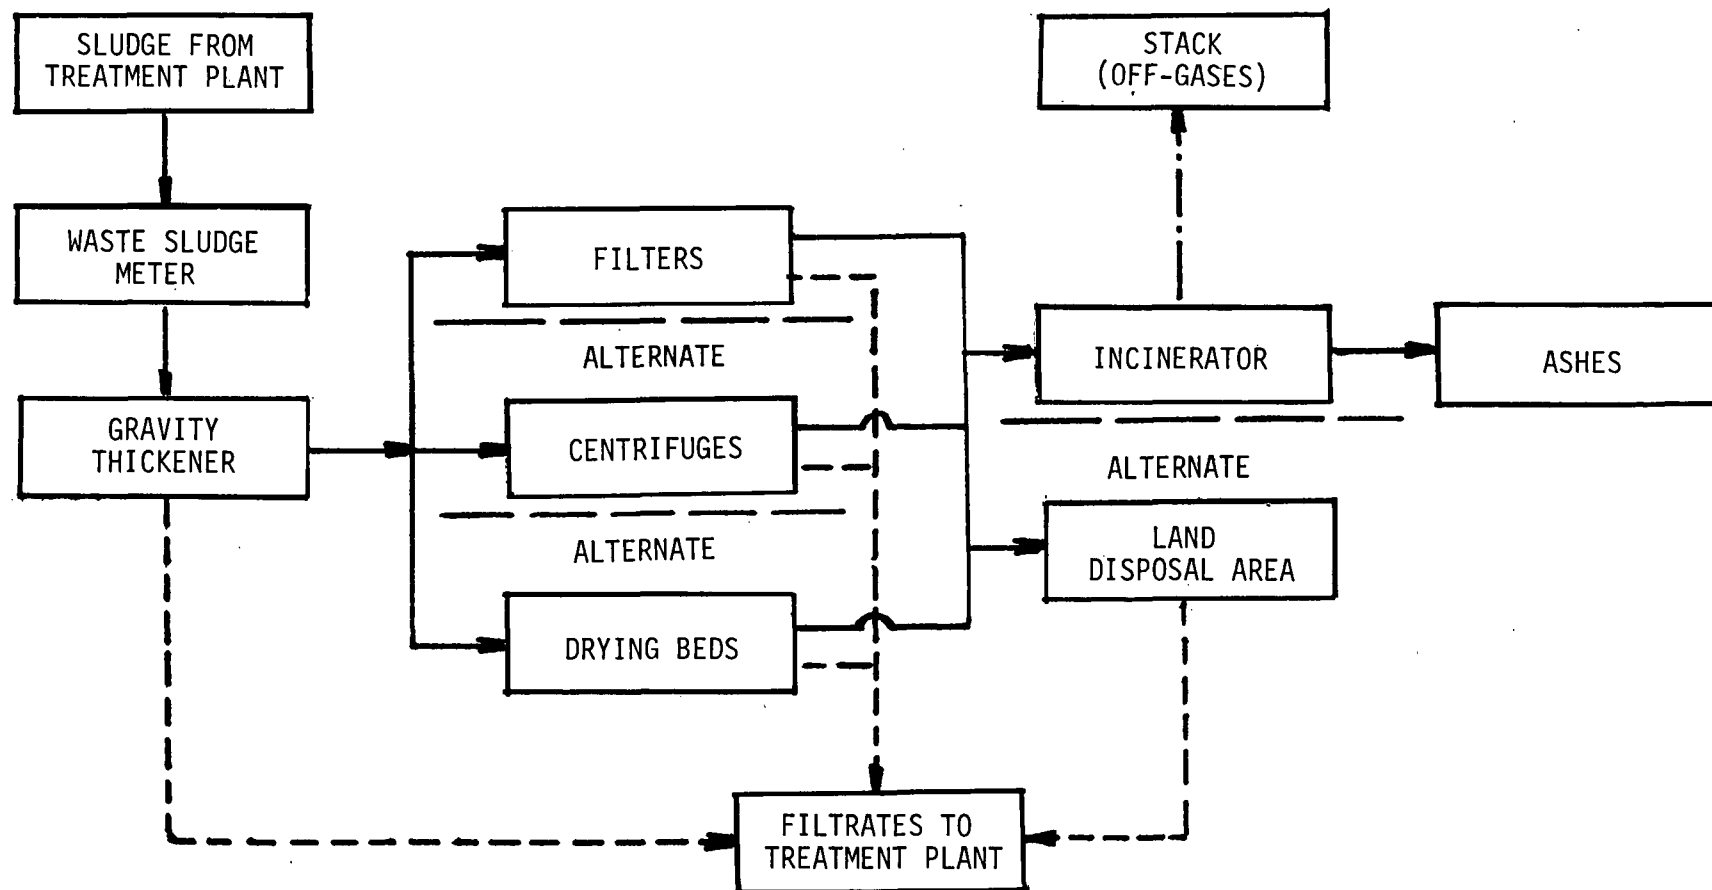 SLUDGE FROM
TREATMENT PLANT
STACK
(OFF-GASES)
WASTE SLUDGE
METER
FILTERS
ALTERNATE
INCINERATOR
ASHES
GRAVITY
THICKENER
CENTRIFUGES
ALTERNATE
ALTERNATE
LAND
DISPOSAL AREA
DRYING BEDS
FILTRATES TO
TREATMENT PLANT